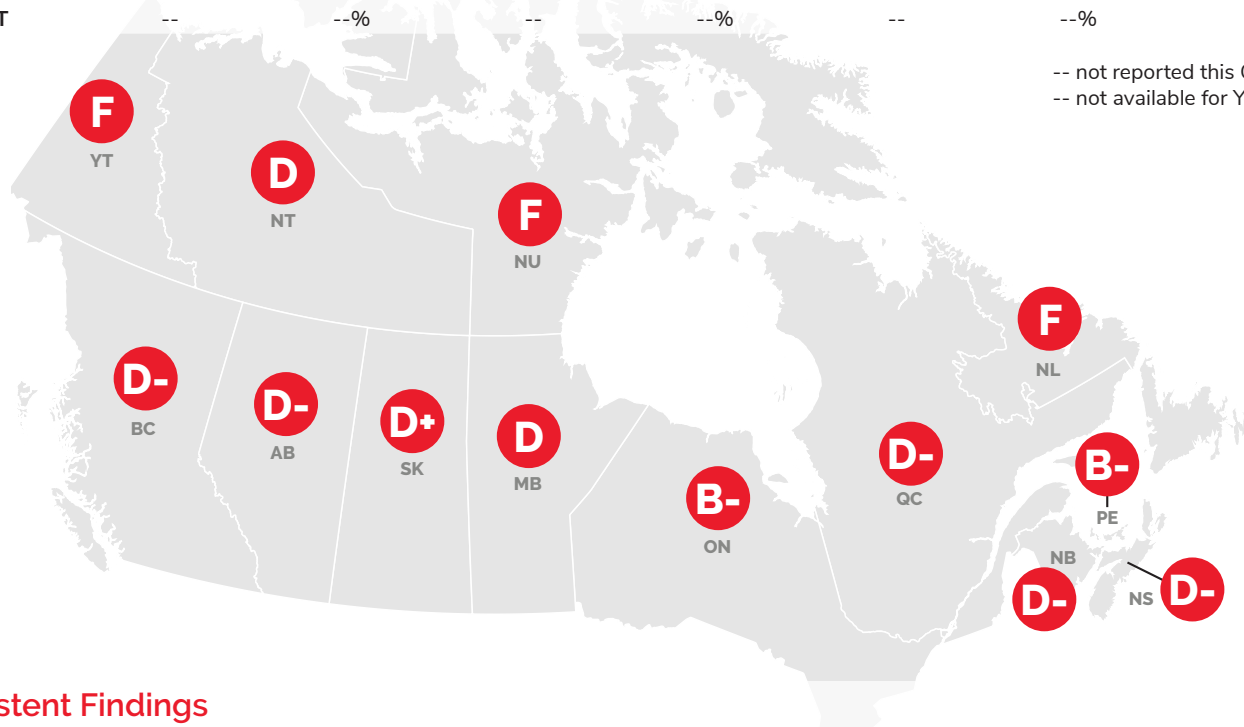 -- --% -- --% -- --%
-- not reported this
-- not available for
F
YT
D
NT
F
NU
F
NL
D-
BC
D-
AB
D+
SK
D
MB
B-
ON
D-
QC
B-
PE
NB
D-
NS
D-
Findings